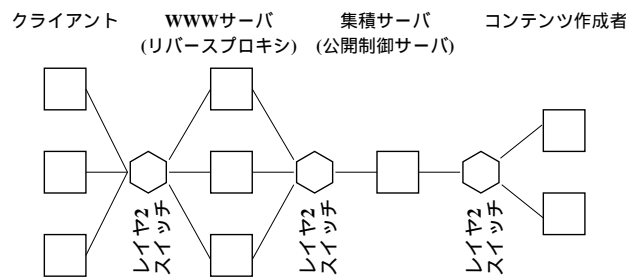 クライアント
WWWサーバ
(リバースプロキシ)
集積サーバ
(公開制御サーバ)
コンテンツ作成者
レイヤ2
スイッチ
レイヤ2
スイッチ
レイヤ2
スイッチ